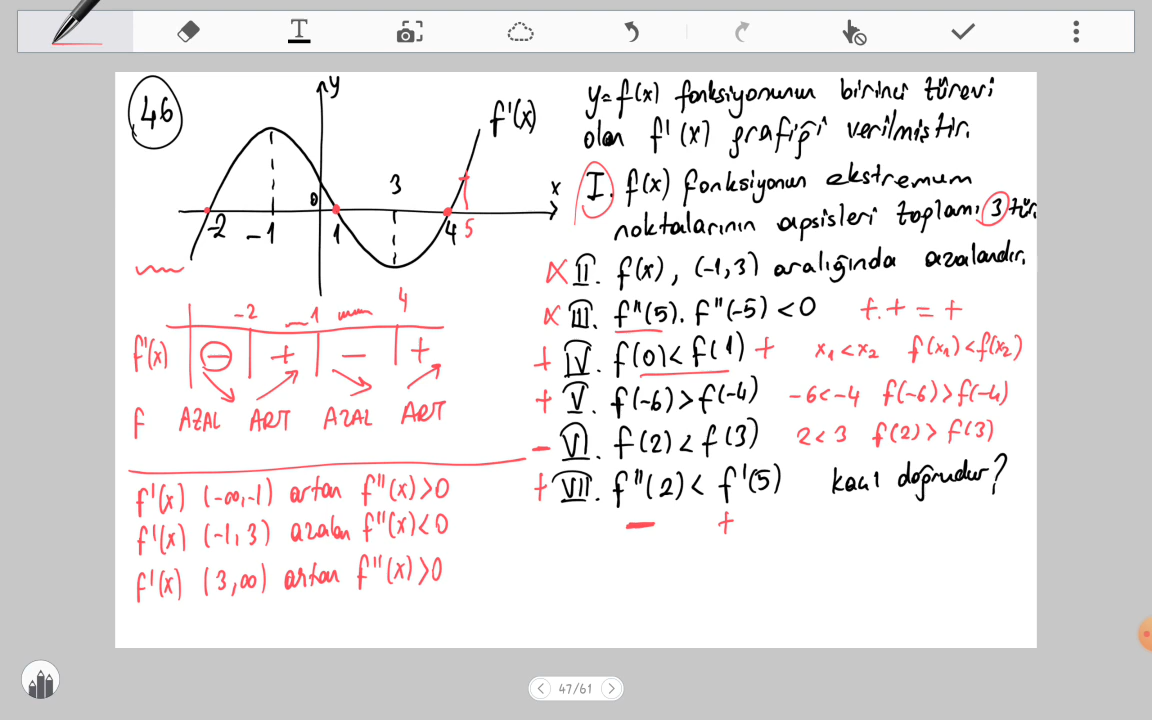 T
46
y
f'(x)
x
0
-2 -1 1 3 4 5
y=f(x) fonksiyonunun birinci türevi
olan f'(x) grafiği verilmiştir.
I. f(x) fonksiyonun ekstremum
noktalarının apsisleri toplamı 3 tür.
x II. f(x), (-1,3) aralığında azalandır.
x III. f''(5). f''(-5) < 0 +.+ = +
+ IV. f(0) < f(1) + x₁<x₂ f(x₁)<f(x₂)
+ V. f(-6) > f(-4) -6<-4 f(-6)>f(-4)
- VI. f(2) < f(3) 2<3 f(2)>f(3)
+ VII. f''(2) < f'(5) kaçı doğrudur?
- +
-2 1 4
f'(x) - + - +
f AZAL ART AZAL ART
f'(x) (-∞,-1) artan f''(x)>0
f'(x) (-1,3) azalan f''(x)<0
f'(x) (3,∞) artan f''(x)>0
47/61